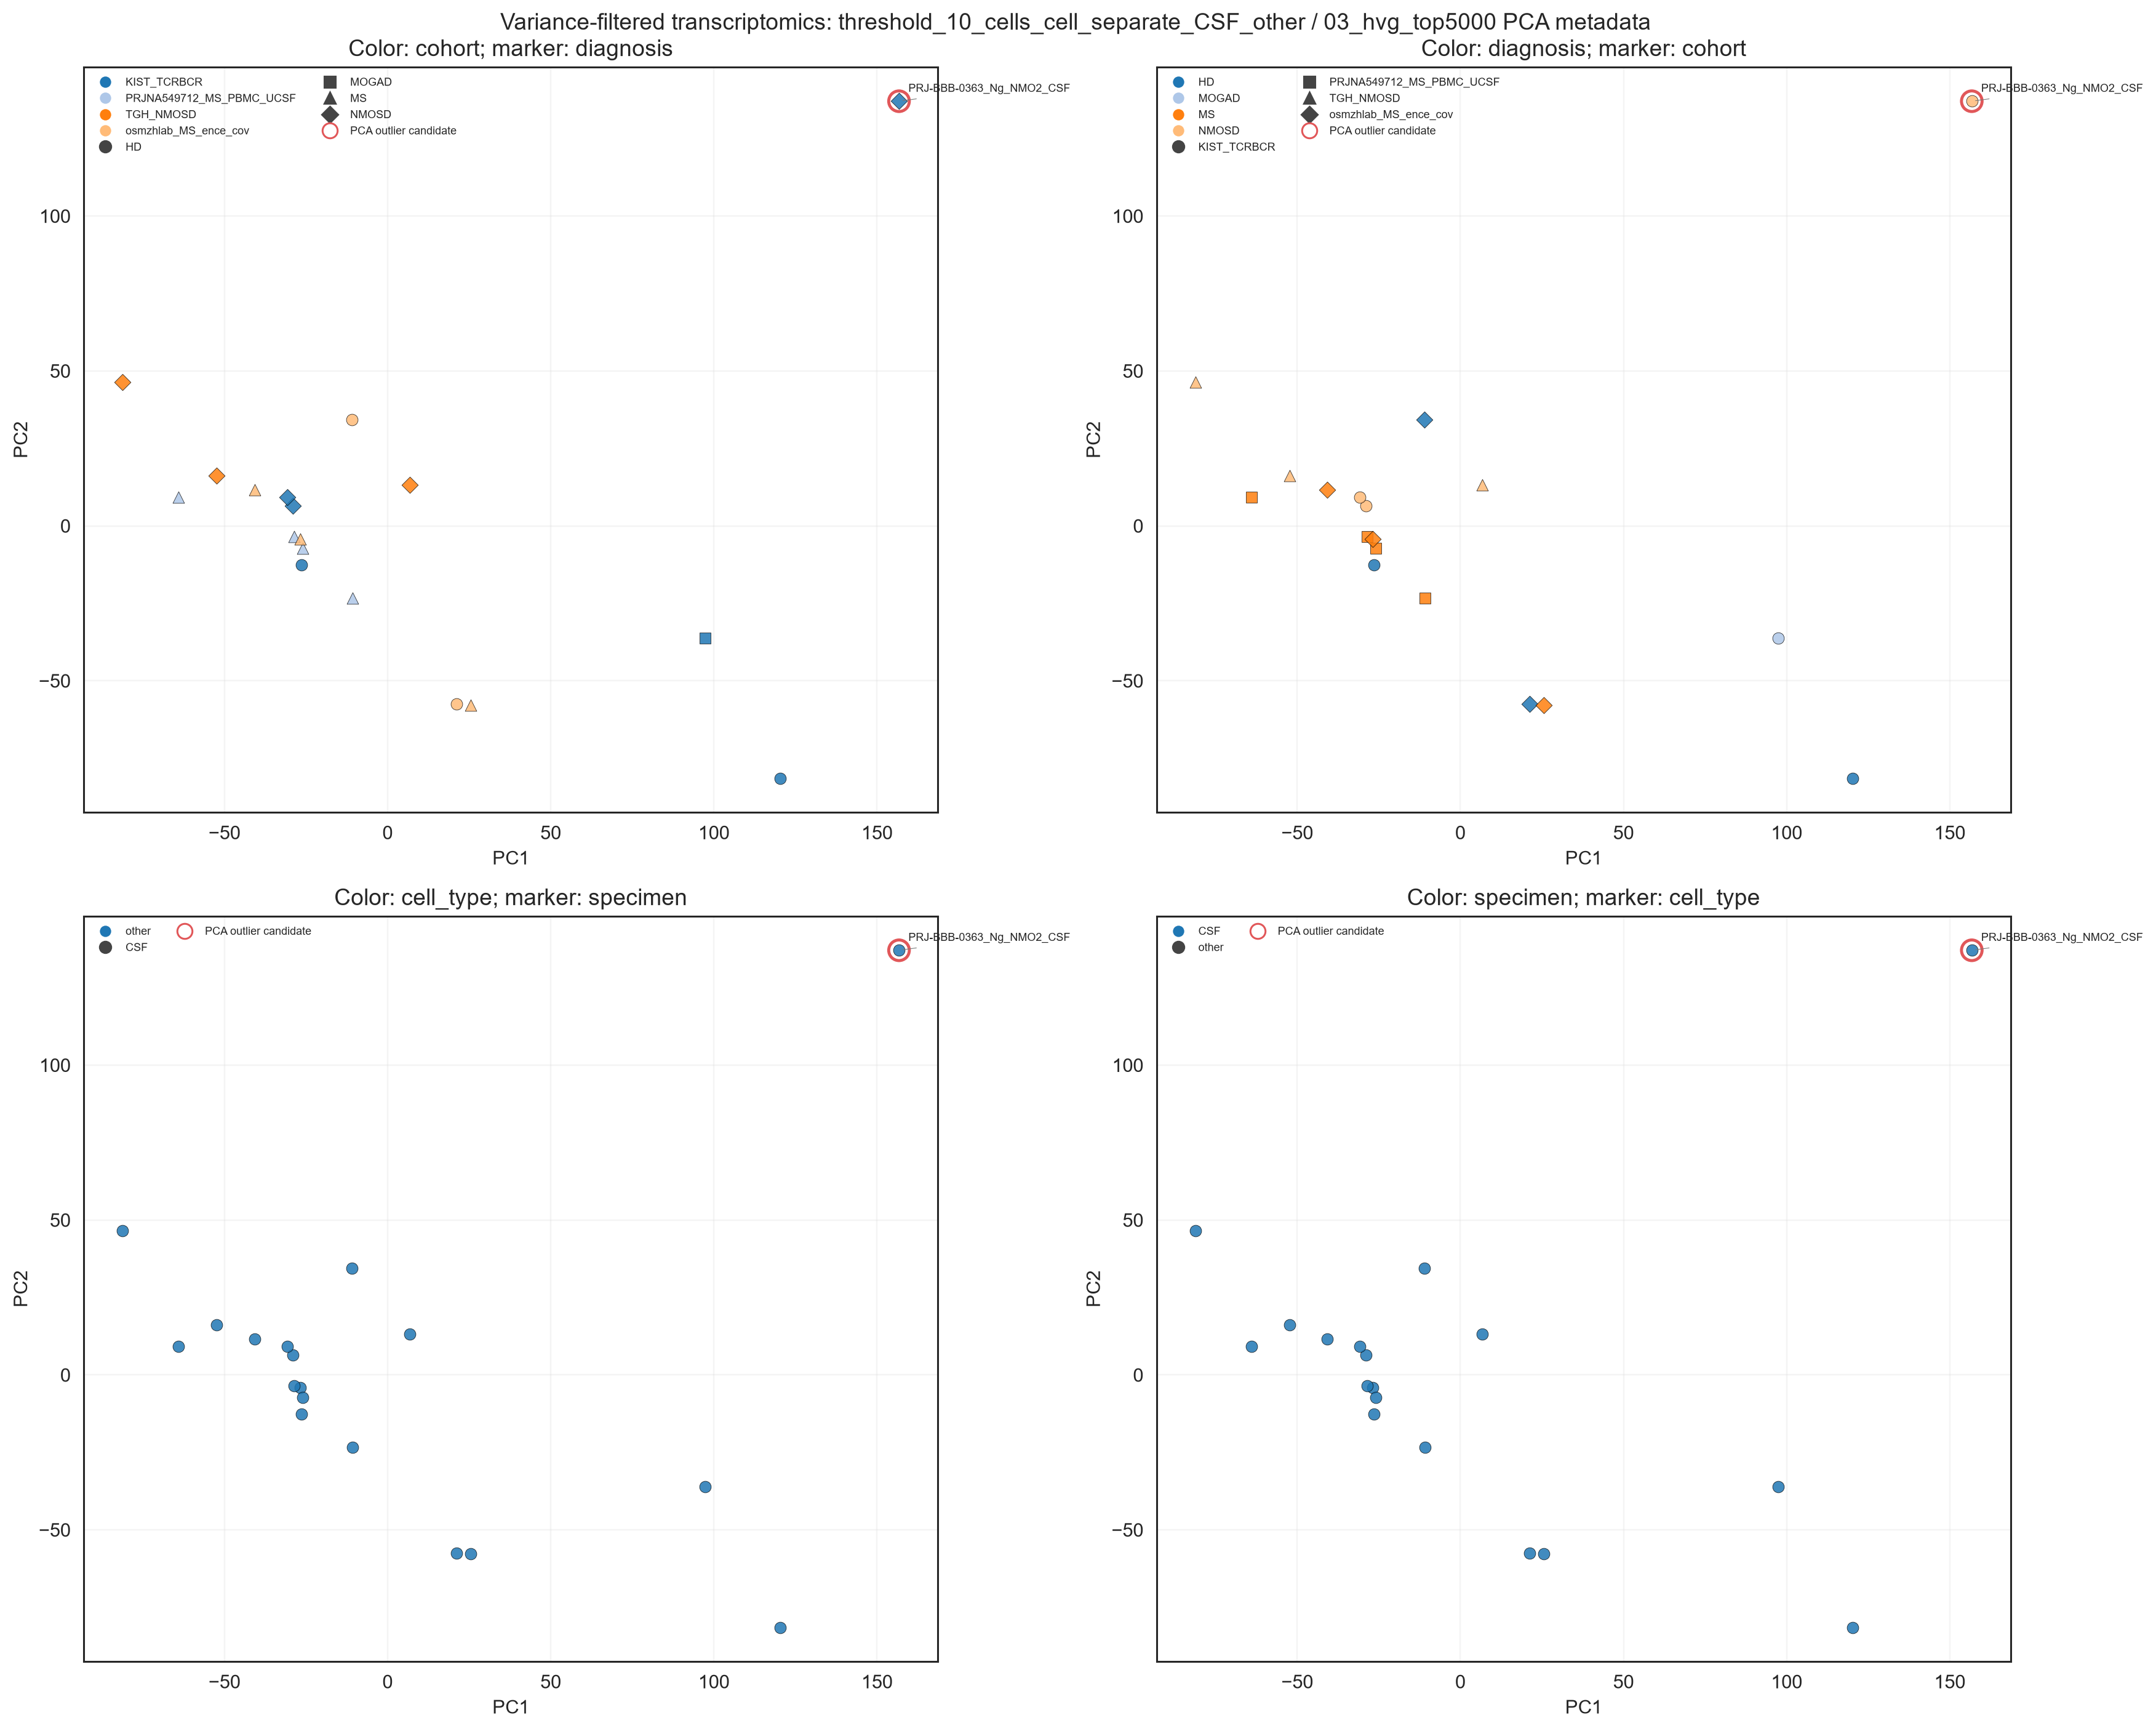 Variance-filtered transcriptomics: threshold_10_cells_cell_separate_CSF_other / 03_hvg_top5000 PCA metadata
Color: cohort; marker: diagnosis
KIST_TCRBCR
PRJNA549712_MS_PBMC_UCSF
TGH_NMOSD
osmzhlab_MS_ence_cov
HD
MOGAD
MS
NMOSD
PCA outlier candidate
PRJ-BBB-0363_Ng_NMO2_CSF
100
50
0
−50
PC2
−50 0 50 100 150
PC1
Color: diagnosis; marker: cohort
HD
MOGAD
MS
NMOSD
KIST_TCRBCR
PRJNA549712_MS_PBMC_UCSF
TGH_NMOSD
osmzhlab_MS_ence_cov
PCA outlier candidate
PRJ-BBB-0363_Ng_NMO2_CSF
100
50
0
−50
PC2
−50 0 50 100 150
PC1
Color: cell_type; marker: specimen
other
CSF
PCA outlier candidate
PRJ-BBB-0363_Ng_NMO2_CSF
100
50
0
−50
PC2
−50 0 50 100 150
PC1
Color: specimen; marker: cell_type
CSF
other
PCA outlier candidate
PRJ-BBB-0363_Ng_NMO2_CSF
100
50
0
−50
PC2
−50 0 50 100 150
PC1